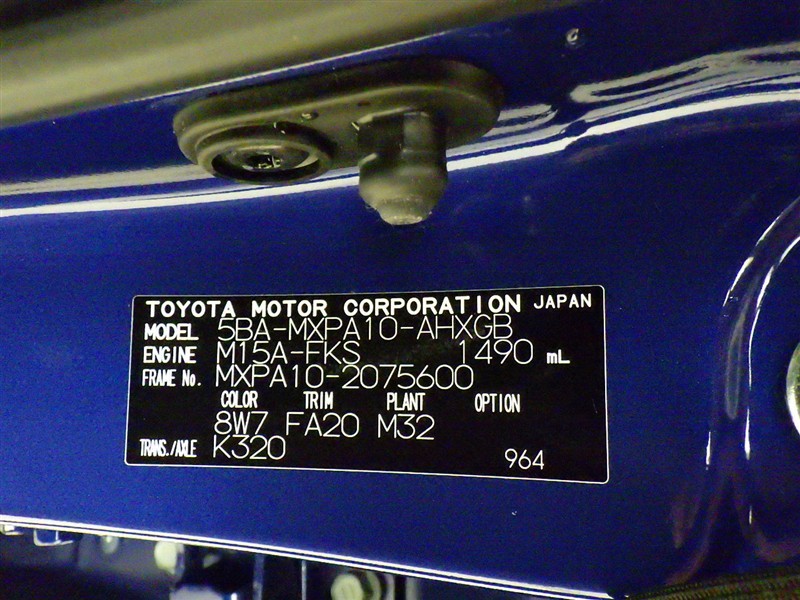 TOYOTA MOTOR CORPORATION JAPAN
MODEL 5BA-MXPA10-AHXGB
ENGINE M15A-FKS 1490 mL
FRAME No. MXPA10-2075600
COLOR TRIM PLANT OPTION
8W7 FA20 M32
TRANS./AXLE K320
964